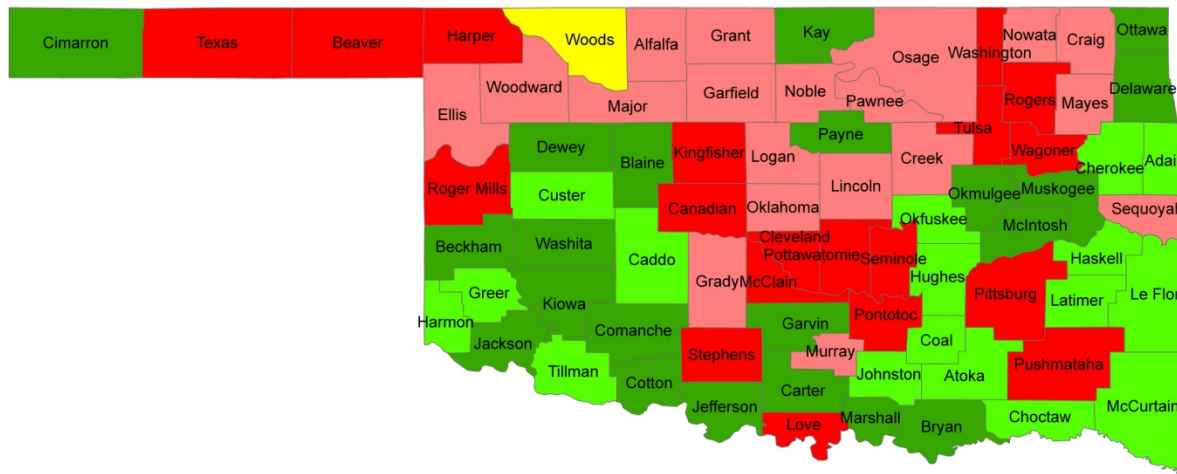 Cimarron
Texas
Beaver
Harper
Woods
Alfalfa
Grant
Kay
Osage
Washington
Nowata
Craig
Ottawa
Woodward
Major
Garfield
Noble
Pawnee
Rogers
Mayes
Delaware
Ellis
Dewey
Blaine
Kingfisher
Logan
Payne
Creek
Tulsa
Wagoner
Cherokee
Adai
Roger Mills
Custer
Canadian
Oklahoma
Lincoln
Okfuskee
Okmulgee
Muskogee
McIntosh
Sequoyal
Beckham
Washita
Caddo
Grady
McClain
Cleveland
Pottawatomie
Seminole
Hughes
Pittsburg
Haskell
Latimer
Le Flor
Greer
Harmon
Kiowa
Jackson
Comanche
Tillman
Cotton
Stephens
Garvin
Murray
Pontotoc
Coal
Johnston
Atoka
Pushmataha
Jefferson
Carter
Love
Marshall
Bryan
Choctaw
McCurtain